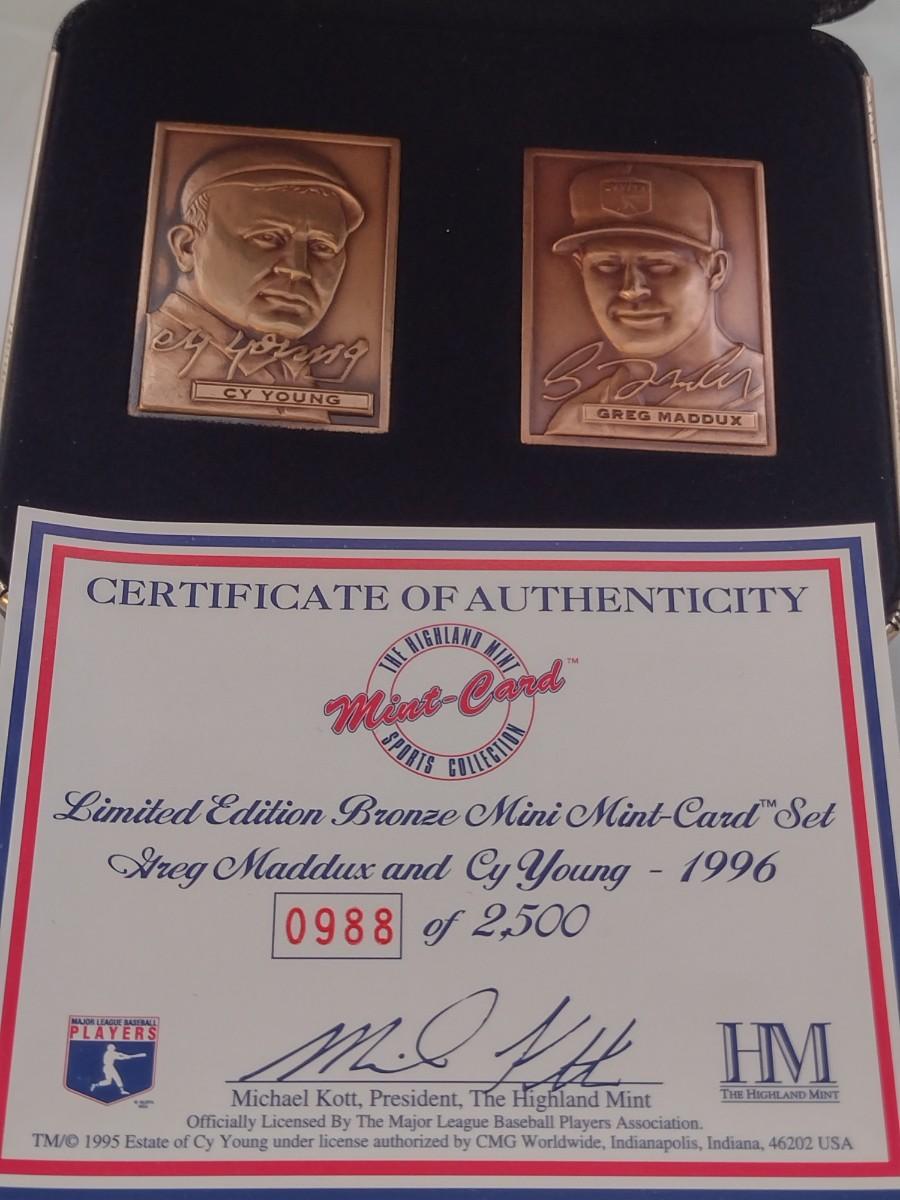 Cy Young
CY YOUNG
GREG MADDUX
CERTIFICATE OF AUTHENTICITY
THE HIGHLAND MINT
Mint-Card™
SPORTS COLLECTION
Limited Edition Bronze Mini Mint-Card™ Set
Greg Maddux and Cy Young - 1996
0988 of 2,500
MAJOR LEAGUE BASEBALL
PLAYERS
HM
THE HIGHLAND MINT
Michael Kott, President, The Highland Mint
Officially Licensed By The Major League Baseball Players Association.
TM/© 1995 Estate of Cy Young under license authorized by CMG Worldwide, Indianapolis, Indiana, 46202 USA